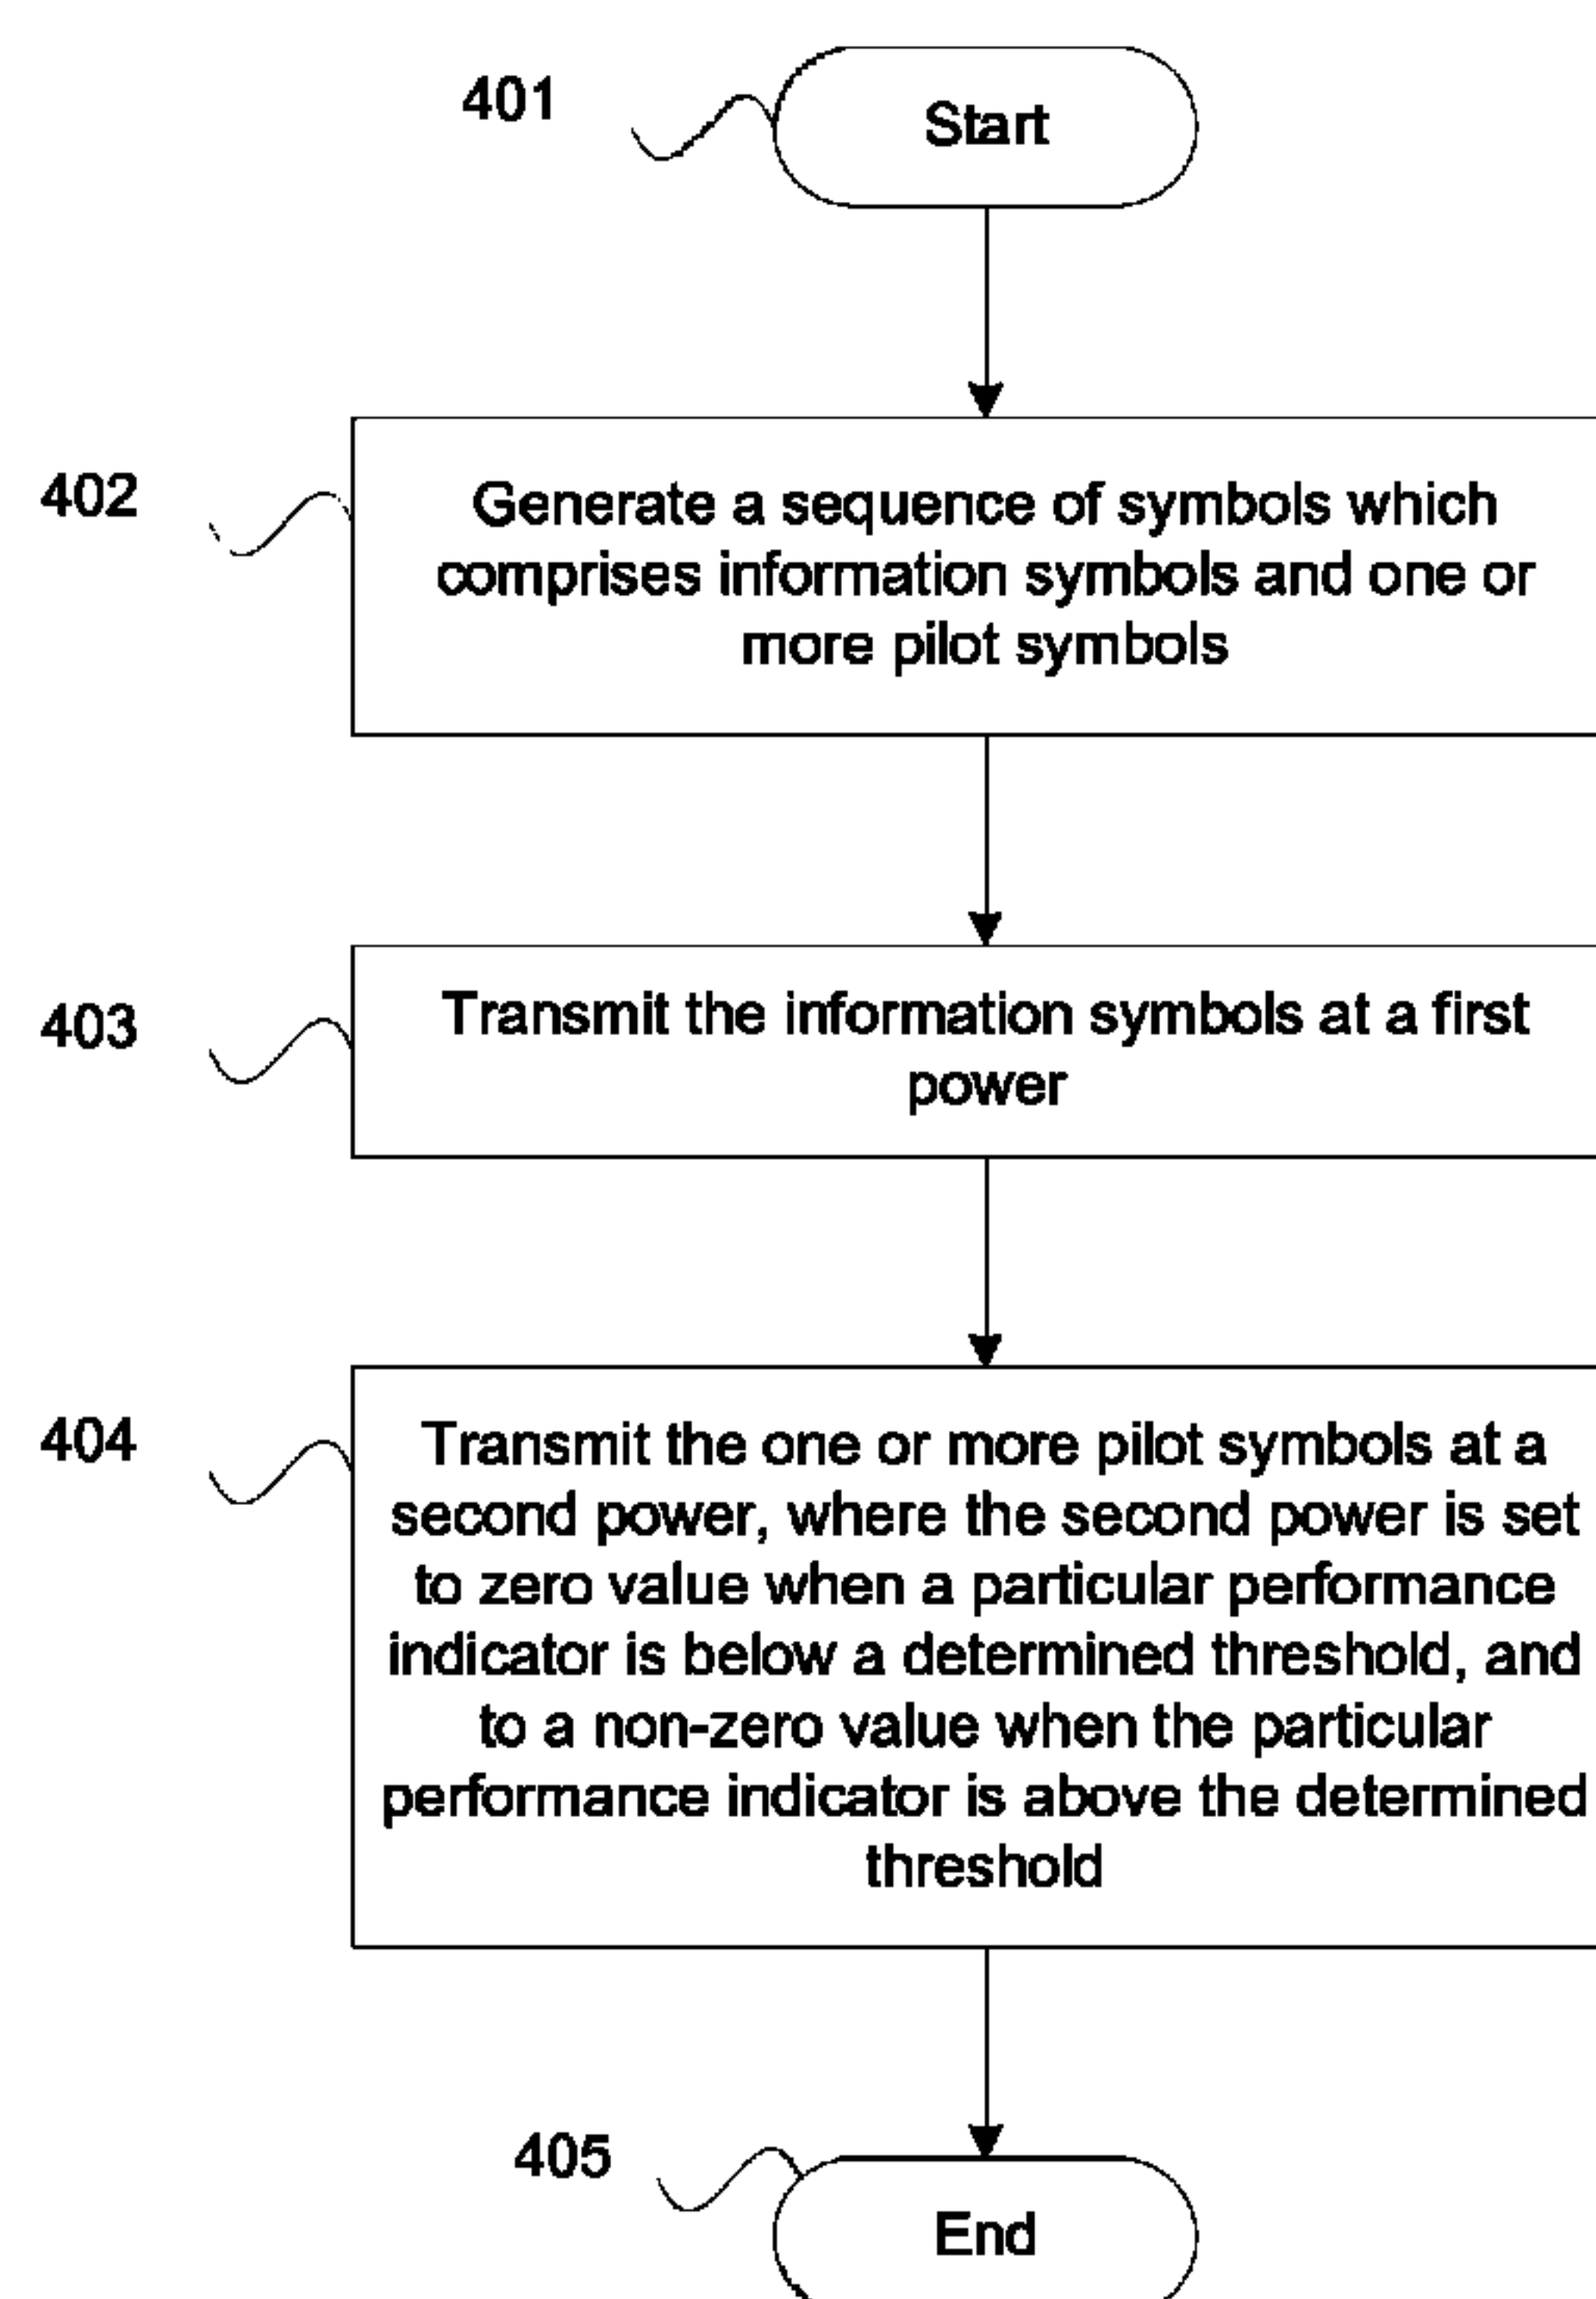 401
Start
402
Generate a sequence of symbols which
comprises information symbols and one or
more pilot symbols
403
Transmit the information symbols at a first
power
404
Transmit the one or more pilot symbols at a
second power, where the second power is set
to zero value when a particular performance
indicator is below a determined threshold, and
to a non-zero value when the particular
performance indicator is above the determined
threshold
405
End